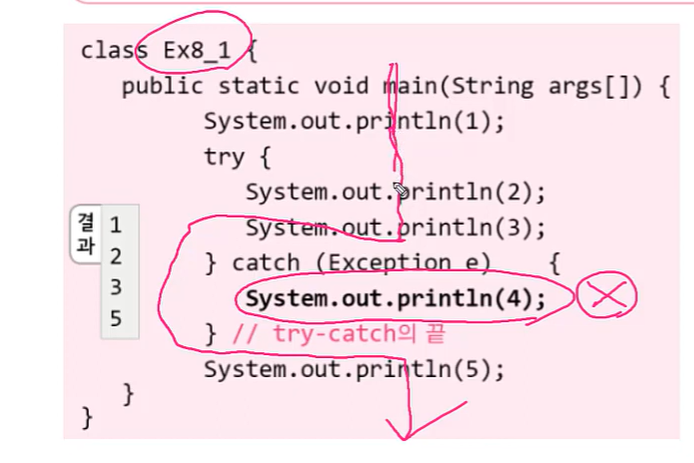 class Ex8_1 {
public static void main(String args[]) {
System.out.println(1);
try {
System.out.println(2);
System.out.println(3);
} catch (Exception e) {
System.out.println(4);
} // try-catch의 끝
System.out.println(5);
}
}
결과
1
2
3
5